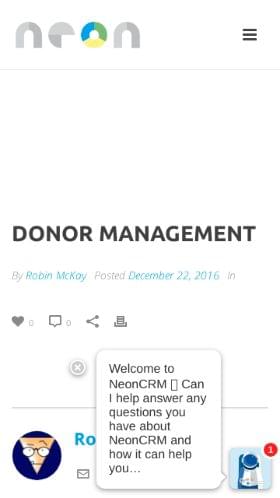 neon
DONOR MANAGEMENT
By Robin McKay Posted December 22, 2016 In
0 0
Welcome to
NeonCRM ▯ Can
I help answer any
questions you
have about
NeonCRM and
how it can help
you...
Ro
1